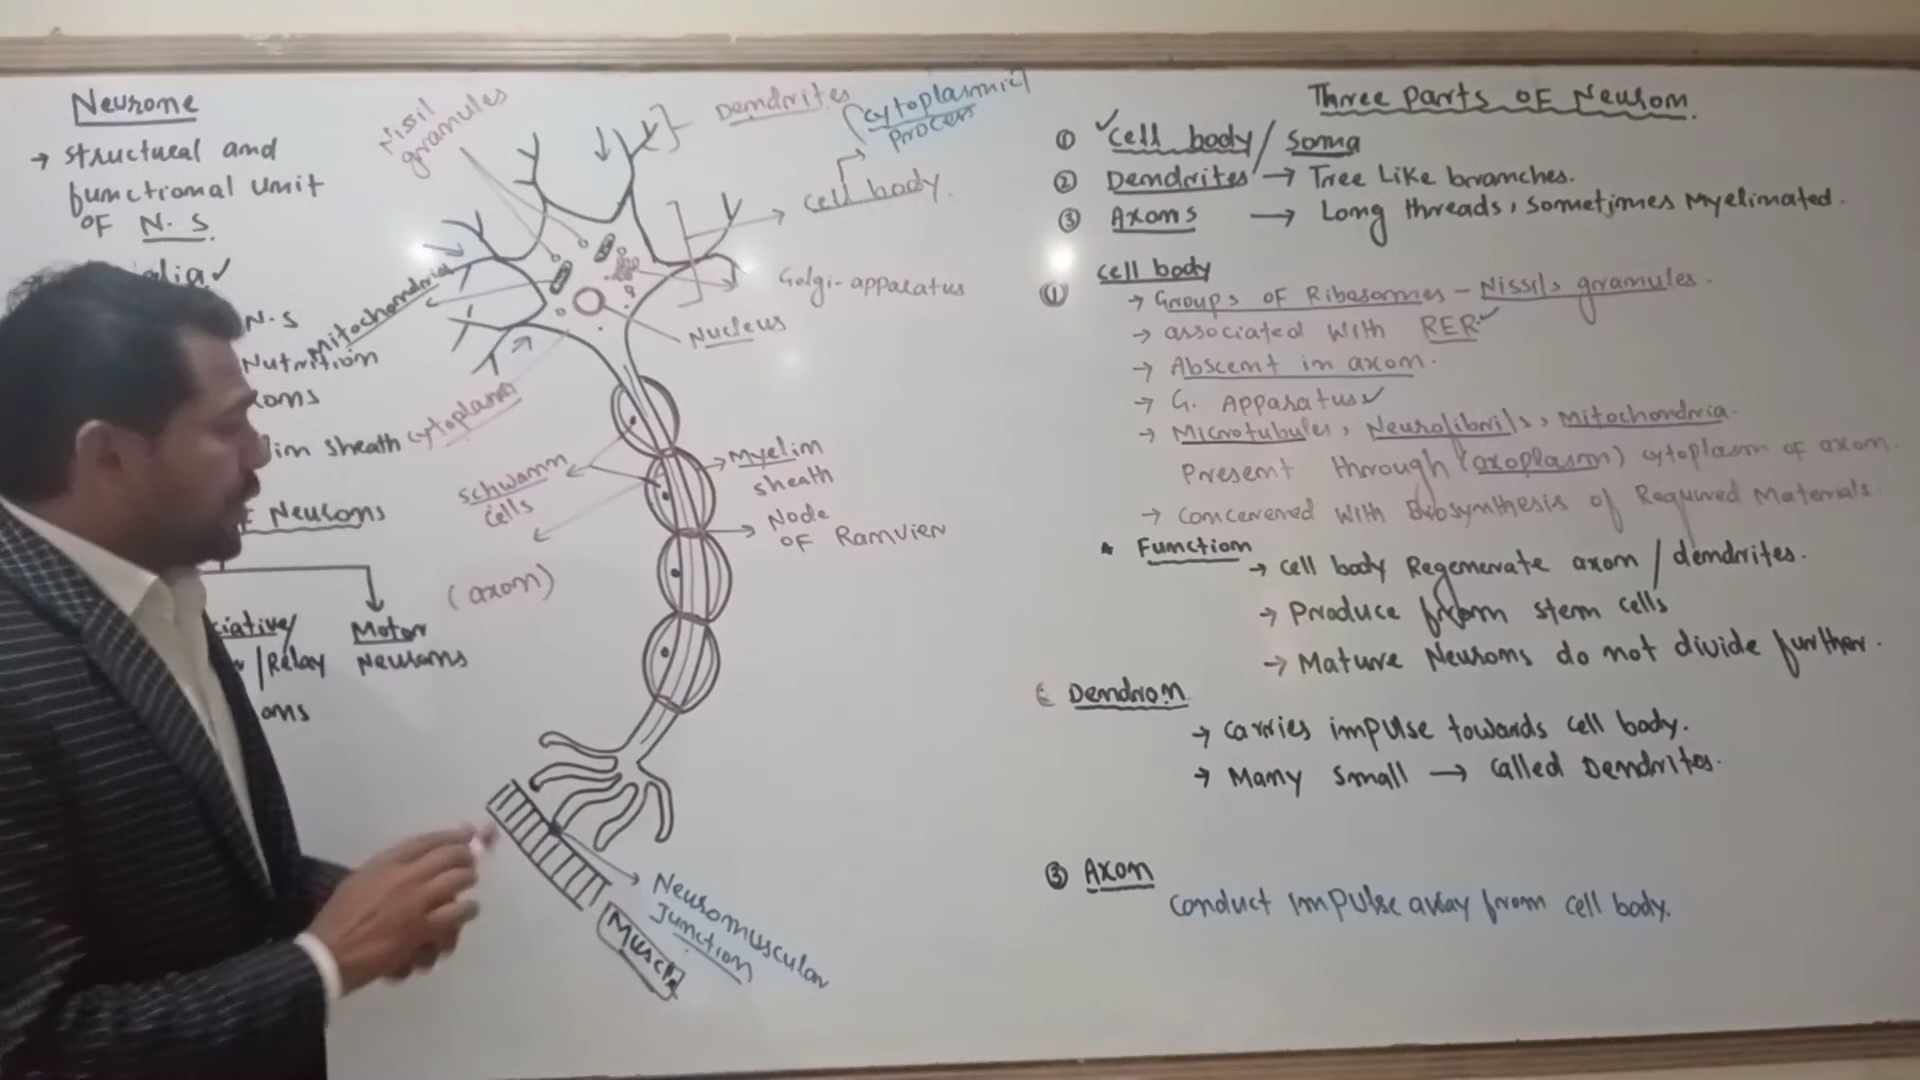 Neurone
→ structural and
functional unit
OF N.S.
N.S
Nutrition
sheath
Neurons
/Relay
Motor
Neurons
Nissil
granules
Dendrites
Cytoplasmic
Process
cell body.
Mitochondria
Golgi-apparatus
Nucleus
cytoplasm
Schwann
cells
Myelin
sheath
Node
OF Ranvier
(axon)
Neuromuscular
Junction
Muscle
Three Parts OF Neuron.
① ✓Cell body/Soma
② Dendrites → Tree Like branches.
③ Axons → Long threads, sometimes Myelinated.
① Cell body
→ Groups of Ribosomes - Nissils granules.
→ associated with RER✓
→ Abscent in axon.
→ G. Apparatus✓
→ Microtubules, Neurofibrils, Mitochondria.
Present through (axoplasm) cytoplasm of axon.
→ Concerened with Biosynthesis of Required Materials.
* Function
→ cell body Regenerate axon / dendrites.
→ Produce from stem cells
→ Mature Neurons do not divide further.
Dendron
→ carries impulse towards cell body.
→ Many small → called Dendrites.
③ Axon
Conduct impulse away from cell body.